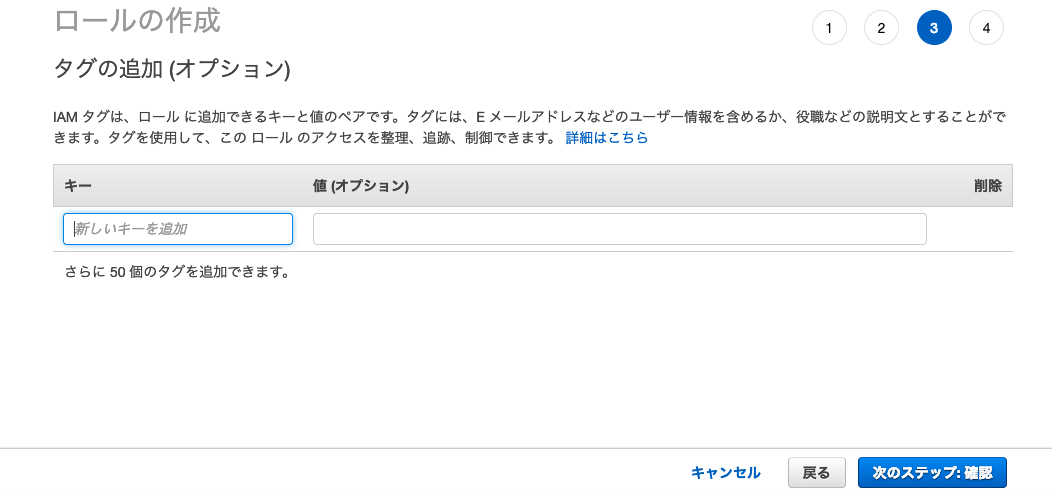 ロールの作成
1 2 3 4
タグの追加 (オプション)
IAM タグは、ロール に追加できるキーと値のペアです。タグには、E メールアドレスなどのユーザー情報を含めるか、役職などの説明文とすることがで
きます。タグを使用して、この ロール のアクセスを整理、追跡、制御できます。 詳細はこちら
キー 値 (オプション) 削除
新しいキーを追加
さらに 50 個のタグを追加できます。
キャンセル 戻る 次のステップ: 確認